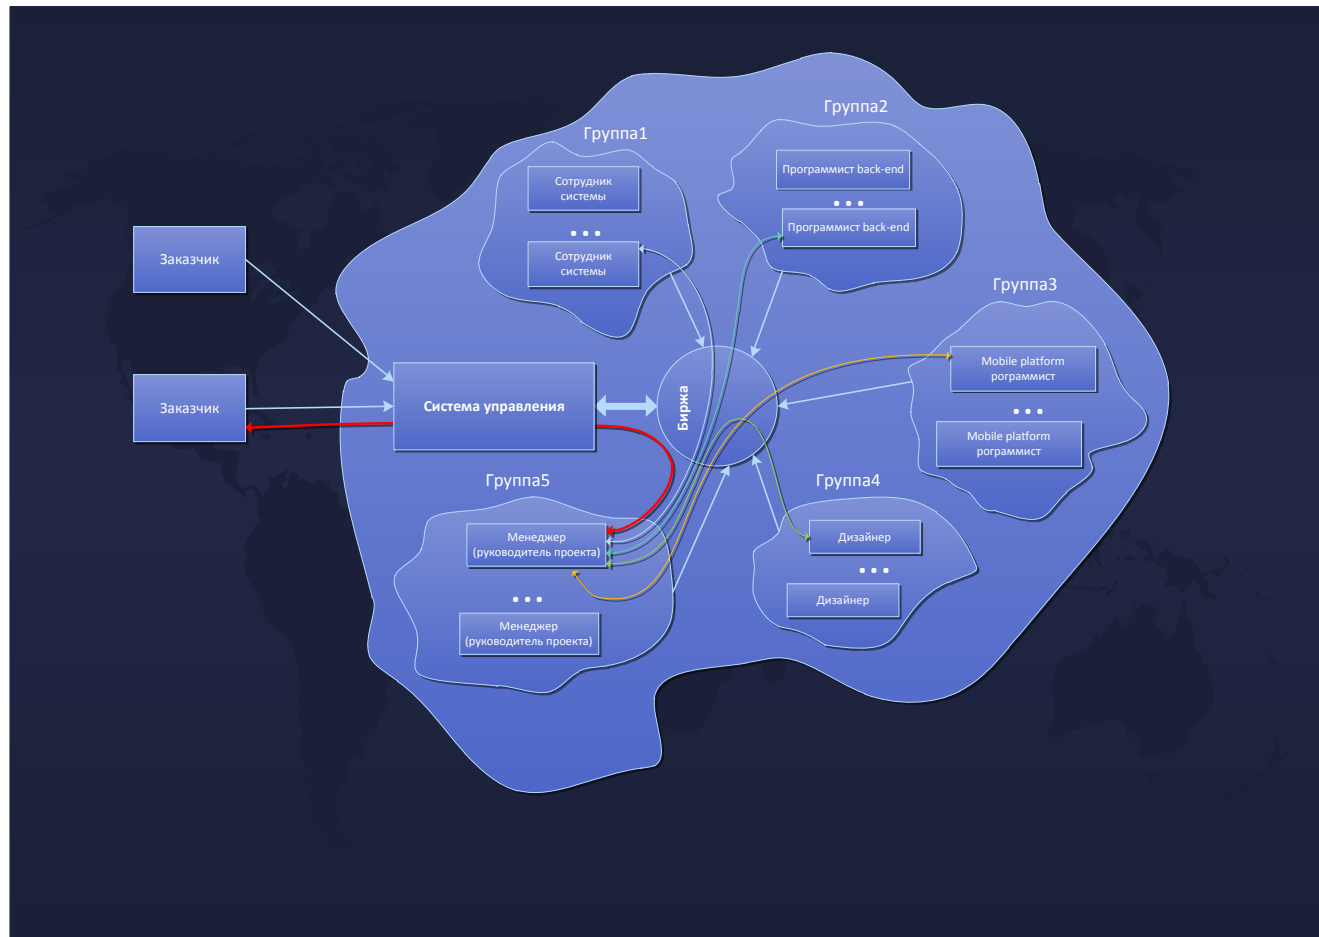 Группа2
Группа1
Программист back-end
Сотрудник
системы
...
Программист back-end
...
Сотрудник
системы
Заказчик
Группа3
Mobile platform
рограммист
...
Mobile platform
рограммист
Заказчик
Система управления
Биржа
Группа5
Группа4
Менеджер
(руководитель проекта)
Дизайнер
...
Дизайнер
...
Менеджер
(руководитель проекта)